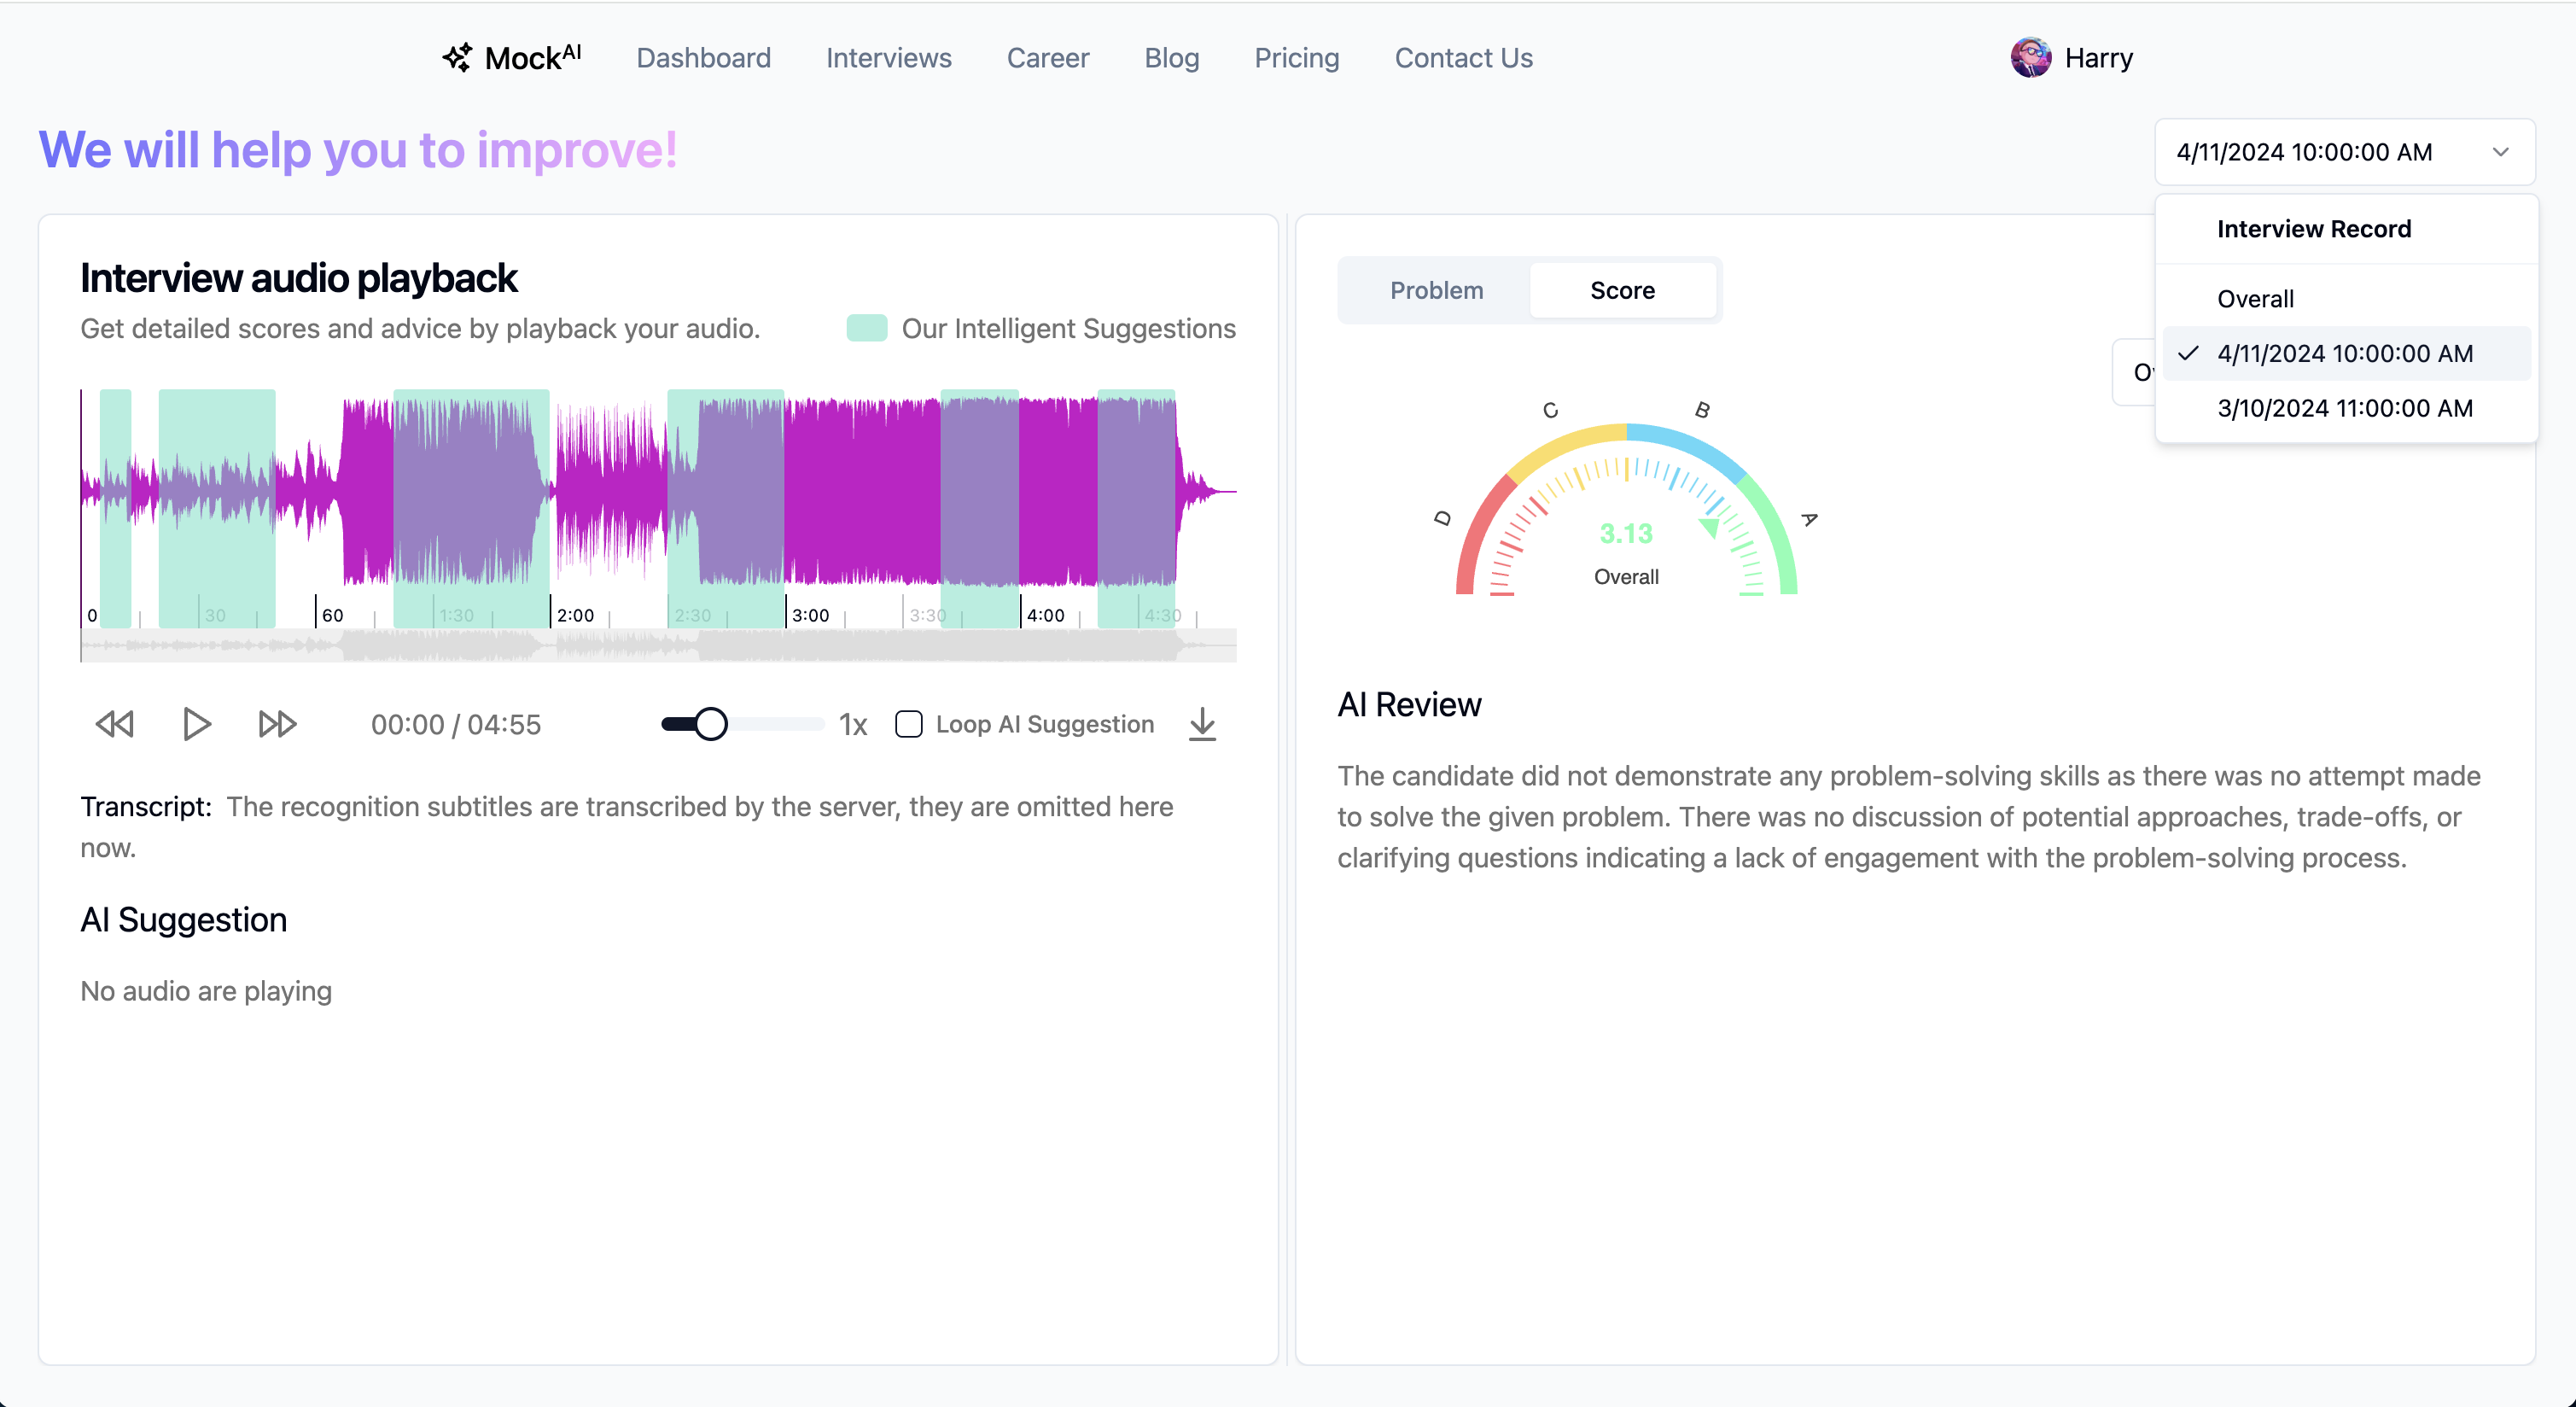 MockAI Dashboard Interviews Career Blog Pricing Contact Us Harry
We will help you to improve!
4/11/2024 10:00:00 AM
Interview Record
Overall
4/11/2024 10:00:00 AM
3/10/2024 11:00:00 AM
Interview audio playback
Get detailed scores and advice by playback your audio.
Our Intelligent Suggestions
0 30 60 1:30 2:00 2:30 3:00 3:30 4:00 4:30
00:00 / 04:55
1x
Loop AI Suggestion
Transcript: The recognition subtitles are transcribed by the server, they are omitted here
now.
AI Suggestion
No audio are playing
Problem Score
D C B A
3.13
Overall
AI Review
The candidate did not demonstrate any problem-solving skills as there was no attempt made
to solve the given problem. There was no discussion of potential approaches, trade-offs, or
clarifying questions indicating a lack of engagement with the problem-solving process.